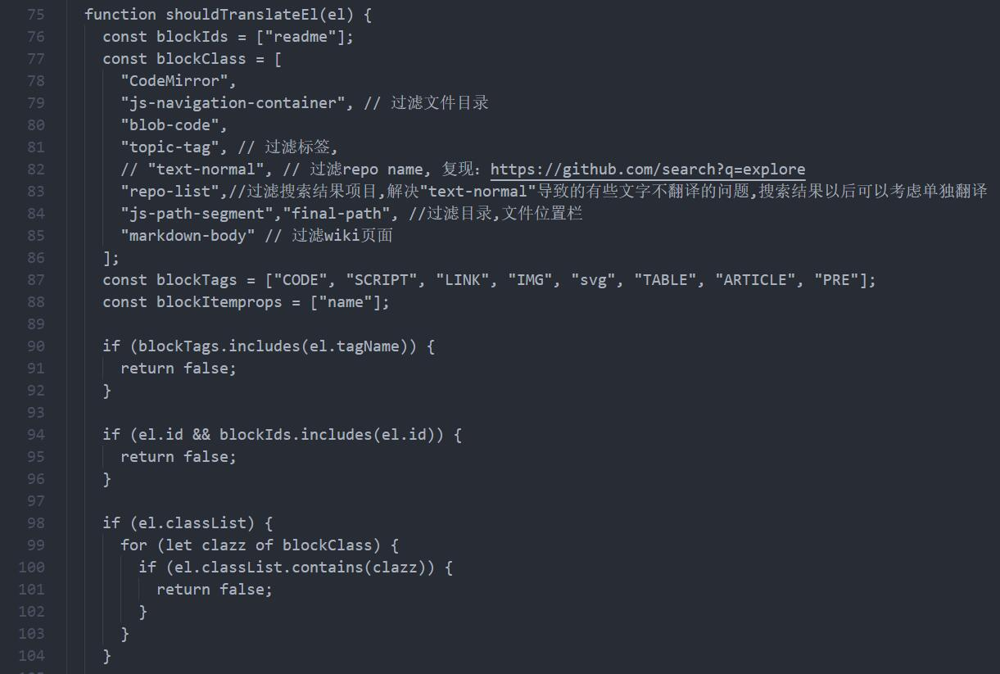 75 function shouldTranslateEl(el) {
76 const blockIds = ["readme"];
77 const blockClass = [
78 "CodeMirror",
79 "js-navigation-container", // 过滤文件目录
80 "blob-code",
81 "topic-tag", // 过滤标签,
82 // "text-normal", // 过滤repo name, 复现：https://github.com/search?q=explore
83 "repo-list",//过滤搜索结果项目,解决"text-normal"导致的有些文字不翻译的问题,搜索结果以后可以考虑单独翻译
84 "js-path-segment","final-path", //过滤目录,文件位置栏
85 "markdown-body" // 过滤wiki页面
86 ];
87 const blockTags = ["CODE", "SCRIPT", "LINK", "IMG", "svg", "TABLE", "ARTICLE", "PRE"];
88 const blockItemprops = ["name"];
89
90 if (blockTags.includes(el.tagName)) {
91 return false;
92 }
93
94 if (el.id && blockIds.includes(el.id)) {
95 return false;
96 }
97
98 if (el.classList) {
99 for (let clazz of blockClass) {
100 if (el.classList.contains(clazz)) {
101 return false;
102 }
103 }
104 }